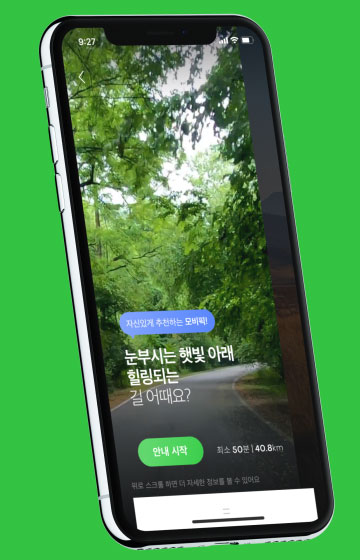 9:27
자신있게 추천하는 모비픽!
눈부시는 햇빛 아래
힐링되는
길 어때요?
안내 시작
최소 50분 | 40.8km
위로 스크롤 하면 더 자세한 정보를 볼 수 있어요